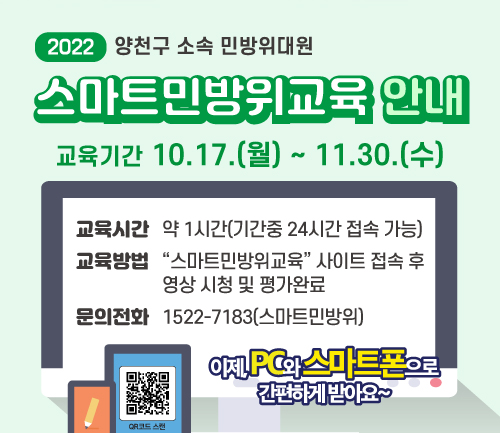 2022 양천구 소속 민방위대원
스마트민방위교육 안내
교육기간 10.17.(월) ~ 11.30.(수)
교육시간 약 1시간(기간중 24시간 접속 가능)
교육방법 “스마트민방위교육” 사이트 접속 후
영상 시청 및 평가완료
문의전화 1522-7183(스마트민방위)
이제, PC와 스마트폰으로
간편하게 받아요~
QR코드 스캔